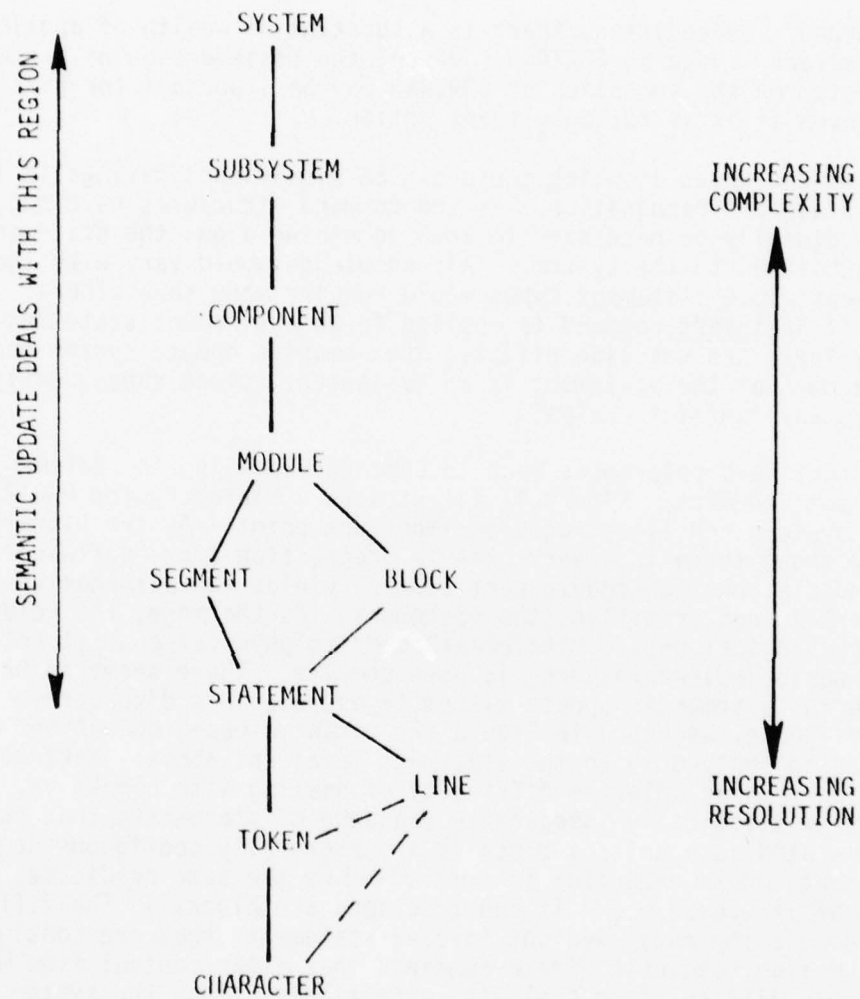 SYSTEM
SEMANTIC UPDATE DEALS WITH THIS REGION
SUBSYSTEM
INCREASING
COMPLEXITY
COMPONENT
MODULE
SEGMENT
BLOCK
STATEMENT
LINE
INCREASING
RESOLUTION
TOKEN
CHARACTER